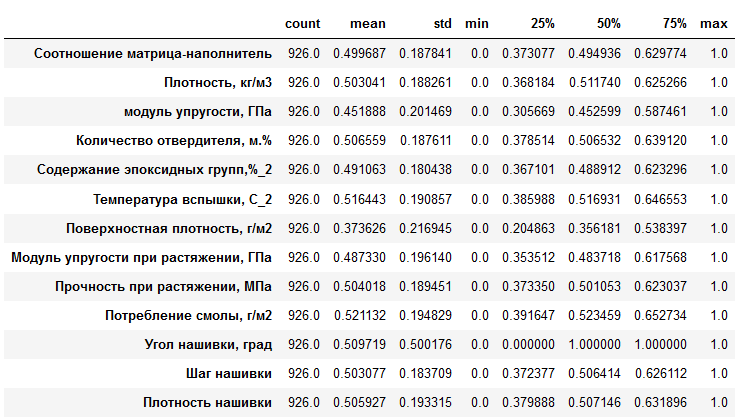 count mean std min 25% 50% 75% max
Соотношение матрица-наполнитель 926.0 0.499687 0.187841 0.0 0.373077 0.494936 0.629774 1.0
Плотность, кг/м3 926.0 0.503041 0.188261 0.0 0.368184 0.511740 0.625266 1.0
модуль упругости, ГПа 926.0 0.451888 0.201469 0.0 0.305669 0.452599 0.587461 1.0
Количество отвердителя, м.% 926.0 0.506559 0.187611 0.0 0.378514 0.506532 0.639120 1.0
Содержание эпоксидных групп,%_2 926.0 0.491063 0.180438 0.0 0.367101 0.488912 0.623296 1.0
Температура вспышки, С_2 926.0 0.516443 0.190857 0.0 0.385988 0.516931 0.646553 1.0
Поверхностная плотность, г/м2 926.0 0.373626 0.216945 0.0 0.204863 0.356181 0.538397 1.0
Модуль упругости при растяжении, ГПа 926.0 0.487330 0.196140 0.0 0.353512 0.483718 0.617568 1.0
Прочность при растяжении, МПа 926.0 0.504018 0.189451 0.0 0.373350 0.501053 0.623037 1.0
Потребление смолы, г/м2 926.0 0.521132 0.194829 0.0 0.391647 0.523459 0.652734 1.0
Угол нашивки, град 926.0 0.509719 0.500176 0.0 0.000000 1.000000 1.000000 1.0
Шаг нашивки 926.0 0.503077 0.183709 0.0 0.372377 0.506414 0.626112 1.0
Плотность нашивки 926.0 0.505927 0.193315 0.0 0.379888 0.507146 0.631896 1.0